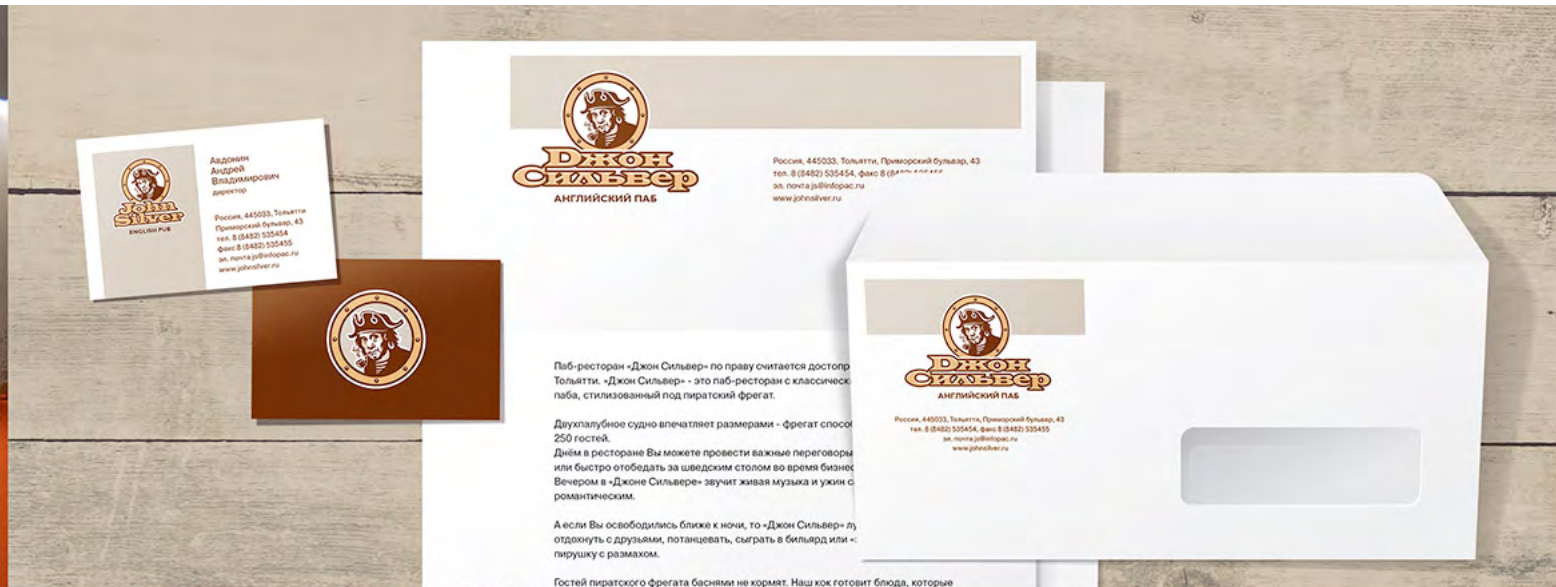 Авдонин
Андрей
Владимирович
директор
Россия, 445033, Тольятти
Приморский бульвар, 43
тел. 8 (8482) 535454
факс 8 (8482) 535455
эл. почта js@infopac.ru
www.johnsilver.ru
John
Silver
ENGLISH PUB
Джон
Сильвер
АНГЛИЙСКИЙ ПАБ
Россия, 445033, Тольятти, Приморский бульвар, 43
тел. 8 (8482) 535454, факс 8
эл. почта js@infopac.ru
www.johnsilver.ru
Паб-ресторан «Джон Сильвер» по праву считается достопр
Тольятти. «Джон Сильвер» - это паб-ресторан с классическ
паба, стилизованный под пиратский фрегат.
Двухпалубное судно впечатляет размерами - фрегат способ
250 гостей.
Днём в ресторане Вы можете провести важные переговоры
или быстро отобедать за шведским столом во время бизнес
Вечером в «Джоне Сильвере» звучит живая музыка и ужин с
романтическим.
А если Вы освободились ближе к ночи, то «Джон Сильвер» лу
отдохнуть с друзьями, потанцевать, сыграть в бильярд или «
пирушку с размахом.
Гостей пиратского фрегата баснями не кормят. Наш кок готовит блюда, которые
Джон
Сильвер
АНГЛИЙСКИЙ ПАБ
Россия, 445033, Тольятти, Приморский бульвар, 43
тел. 8 (8482) 535454, факс 8 (8482) 535455
эл. почта js@infopac.ru
www.johnsilver.ru